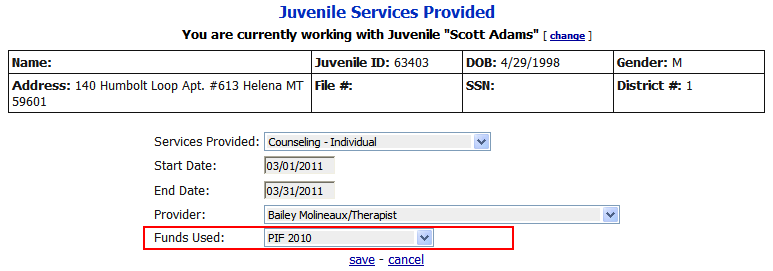 Juvenile Services Provided
You are currently working with Juvenile "Scott Adams" [ change ]
Name: Juvenile ID: 63403 DOB: 4/29/1998 Gender: M
Address: 140 Humbolt Loop Apt. #613 Helena MT 59601 File #: SSN: District #: 1
Services Provided: Counseling - Individual
Start Date: 03/01/2011
End Date: 03/31/2011
Provider: Bailey Molineaux/Therapist
Funds Used: PIF 2010
save - cancel